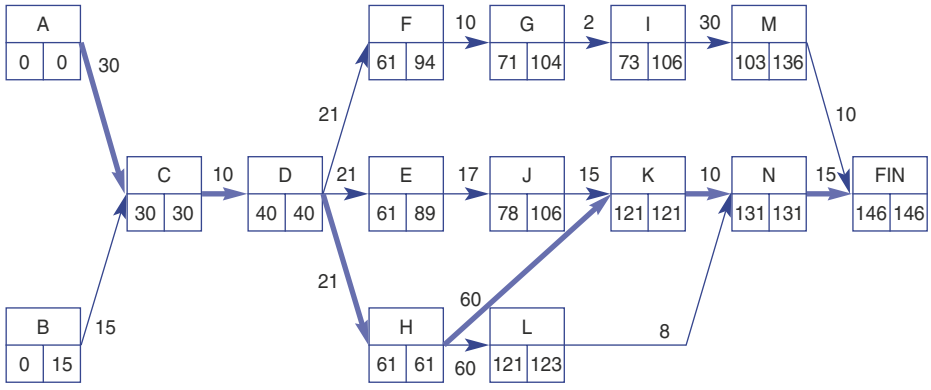 A F G I M
10 2 30
0 0 30 61 94 71 104 73 106 103 136
21 10
C 10 D 21 E 17 J 15 K 10 N 15 FIN
30 30 40 40 61 89 78 106 121 121 131 131 146 146
21
60
B 15 H L 8
0 15 61 61 60 121 123